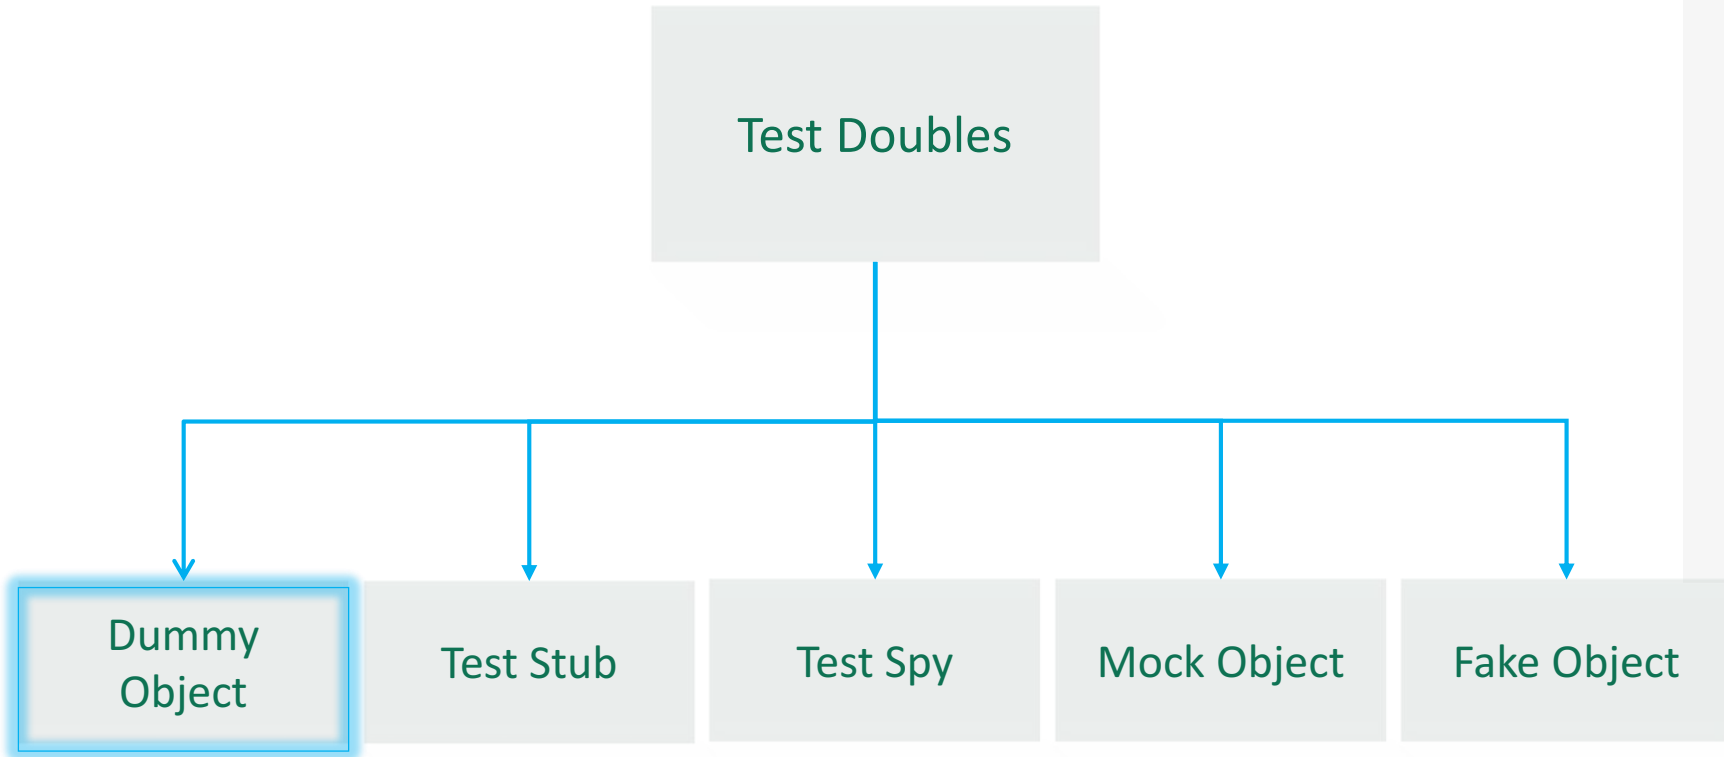 Test Doubles
Dummy
Object
Test Stub
Test Spy
Mock Object
Fake Object